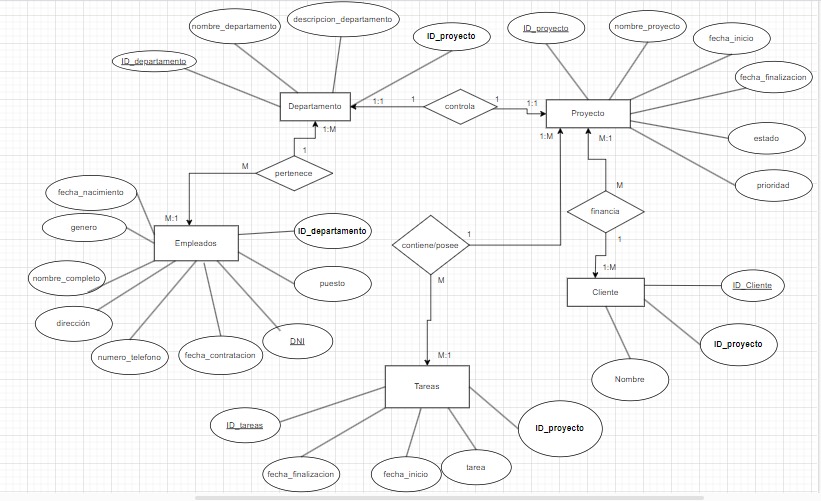 nombre_departamento
descripcion_departamento
ID_proyecto
ID_proyecto
nombre_proyecto
fecha_inicio
ID_departamento
fecha_finalizacion
Departamento
1:1
1
controla
1
1:1
Proyecto
1:M
1:M
M:1
estado
1
M
pertenece
prioridad
fecha_nacimiento
M
M:1
genero
Empleados
ID_departamento
contiene/posee
1
financia
1
nombre_completo
puesto
M
1:M
Cliente
ID_Cliente
dirección
numero_telefono
fecha_contratacion
DNI
ID_proyecto
M:1
Nombre
Tareas
ID_tareas
ID_proyecto
fecha_finalizacion
fecha_inicio
tarea